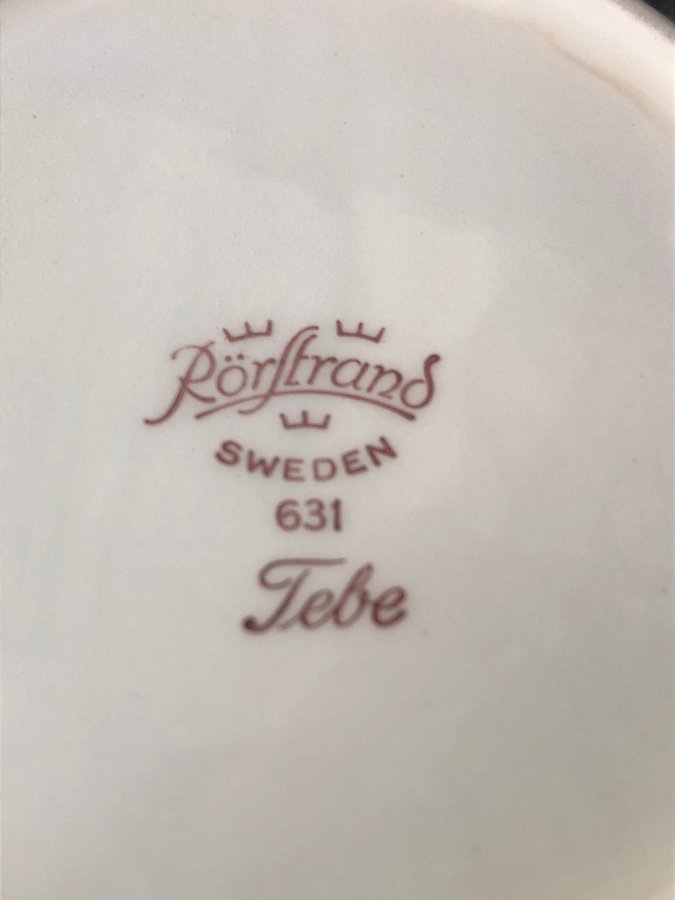 Rörstrand
SWEDEN
631
Tebe